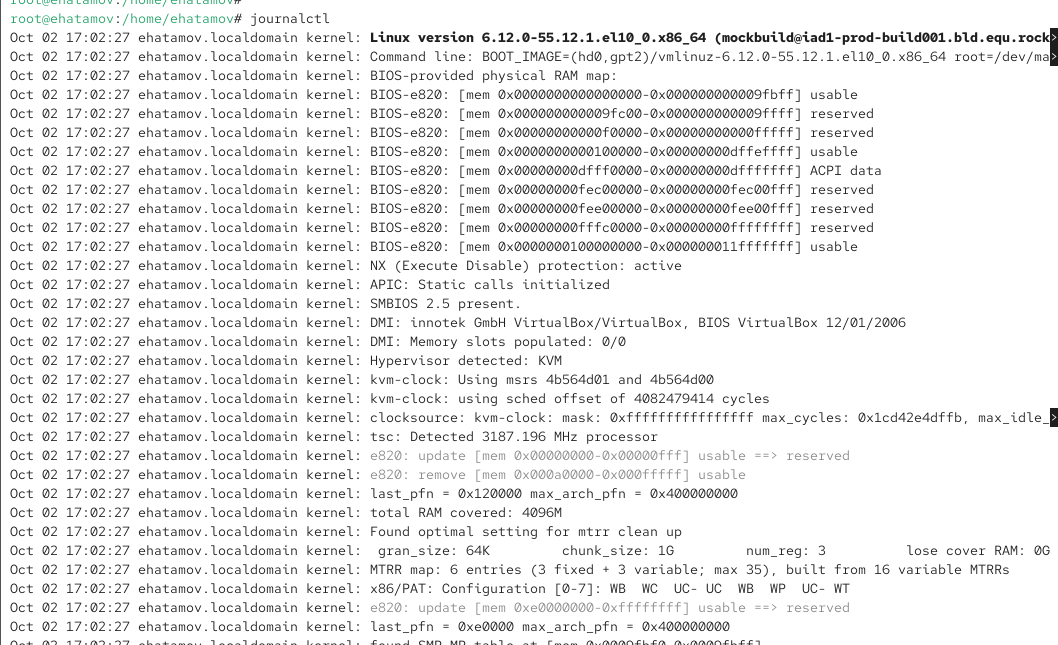 root@ehatamov:/home/ehatamov#
root@ehatamov:/home/ehatamov# journalctl
Oct 02 17:02:27 ehatamov.localdomain kernel: Linux version 6.12.0-55.12.1.el10_0.x86_64 (mockbuild@iad1-prod-build001.bld.equ.rock>
Oct 02 17:02:27 ehatamov.localdomain kernel: Command line: BOOT_IMAGE=(hd0,gpt2)/vmlinuz-6.12.0-55.12.1.el10_0.x86_64 root=/dev/ma>
Oct 02 17:02:27 ehatamov.localdomain kernel: BIOS-provided physical RAM map:
Oct 02 17:02:27 ehatamov.localdomain kernel: BIOS-e820: [mem 0x0000000000000000-0x000000000009fbff] usable
Oct 02 17:02:27 ehatamov.localdomain kernel: BIOS-e820: [mem 0x000000000009fc00-0x000000000009ffff] reserved
Oct 02 17:02:27 ehatamov.localdomain kernel: BIOS-e820: [mem 0x00000000000f0000-0x00000000000fffff] reserved
Oct 02 17:02:27 ehatamov.localdomain kernel: BIOS-e820: [mem 0x0000000000100000-0x00000000dffeffff] usable
Oct 02 17:02:27 ehatamov.localdomain kernel: BIOS-e820: [mem 0x00000000dfff0000-0x00000000dfffffff] ACPI data
Oct 02 17:02:27 ehatamov.localdomain kernel: BIOS-e820: [mem 0x00000000fec00000-0x00000000fec00fff] reserved
Oct 02 17:02:27 ehatamov.localdomain kernel: BIOS-e820: [mem 0x00000000fee00000-0x00000000fee00fff] reserved
Oct 02 17:02:27 ehatamov.localdomain kernel: BIOS-e820: [mem 0x00000000fffc0000-0x00000000ffffffff] reserved
Oct 02 17:02:27 ehatamov.localdomain kernel: BIOS-e820: [mem 0x0000000100000000-0x000000011fffffff] usable
Oct 02 17:02:27 ehatamov.localdomain kernel: NX (Execute Disable) protection: active
Oct 02 17:02:27 ehatamov.localdomain kernel: APIC: Static calls initialized
Oct 02 17:02:27 ehatamov.localdomain kernel: SMBIOS 2.5 present.
Oct 02 17:02:27 ehatamov.localdomain kernel: DMI: innotek GmbH VirtualBox/VirtualBox, BIOS VirtualBox 12/01/2006
Oct 02 17:02:27 ehatamov.localdomain kernel: DMI: Memory slots populated: 0/0
Oct 02 17:02:27 ehatamov.localdomain kernel: Hypervisor detected: KVM
Oct 02 17:02:27 ehatamov.localdomain kernel: kvm-clock: Using msrs 4b564d01 and 4b564d00
Oct 02 17:02:27 ehatamov.localdomain kernel: kvm-clock: using sched offset of 4082479414 cycles
Oct 02 17:02:27 ehatamov.localdomain kernel: clocksource: kvm-clock: mask: 0xffffffffffffffff max_cycles: 0x1cd42e4dffb, max_idle_>
Oct 02 17:02:27 ehatamov.localdomain kernel: tsc: Detected 3187.196 MHz processor
Oct 02 17:02:27 ehatamov.localdomain kernel: e820: update [mem 0x00000000-0x00000fff] usable ==> reserved
Oct 02 17:02:27 ehatamov.localdomain kernel: e820: remove [mem 0x000a0000-0x000fffff] usable
Oct 02 17:02:27 ehatamov.localdomain kernel: last_pfn = 0x120000 max_arch_pfn = 0x400000000
Oct 02 17:02:27 ehatamov.localdomain kernel: total RAM covered: 4096M
Oct 02 17:02:27 ehatamov.localdomain kernel: Found optimal setting for mtrr clean up
Oct 02 17:02:27 ehatamov.localdomain kernel:  gran_size: 64K         chunk_size: 1G         num_reg: 3          lose cover RAM: 0G
Oct 02 17:02:27 ehatamov.localdomain kernel: MTRR map: 6 entries (3 fixed + 3 variable; max 35), built from 16 variable MTRRs
Oct 02 17:02:27 ehatamov.localdomain kernel: x86/PAT: Configuration [0-7]: WB  WC  UC- UC  WB  WP  UC- WT
Oct 02 17:02:27 ehatamov.localdomain kernel: e820: update [mem 0xe0000000-0xffffffff] usable ==> reserved
Oct 02 17:02:27 ehatamov.localdomain kernel: last_pfn = 0xe0000 max_arch_pfn = 0x400000000
Oct 02 17:02:27 ehatamov.localdomain kernel: found SMP MP-table at [mem 0x0009fbf0-0x0009fbff]